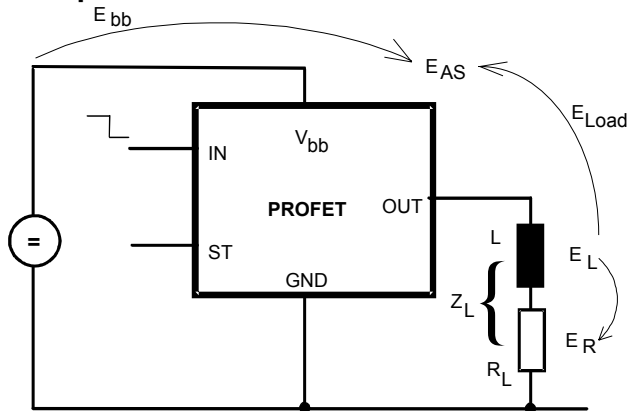 E bb
E AS
E Load
V bb
IN
PROFET
OUT
ST
GND
=
L
E L
Z L
{
R L
E R